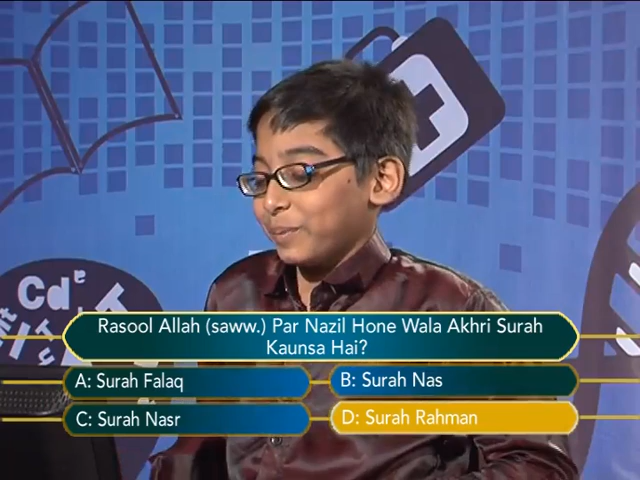 Cd
a
T
Rasool Allah (saww.) Par Nazil Hone Wala Akhri Surah
Kaunsa Hai?
A: Surah Falaq
B: Surah Nas
C: Surah Nasr
D: Surah Rahman